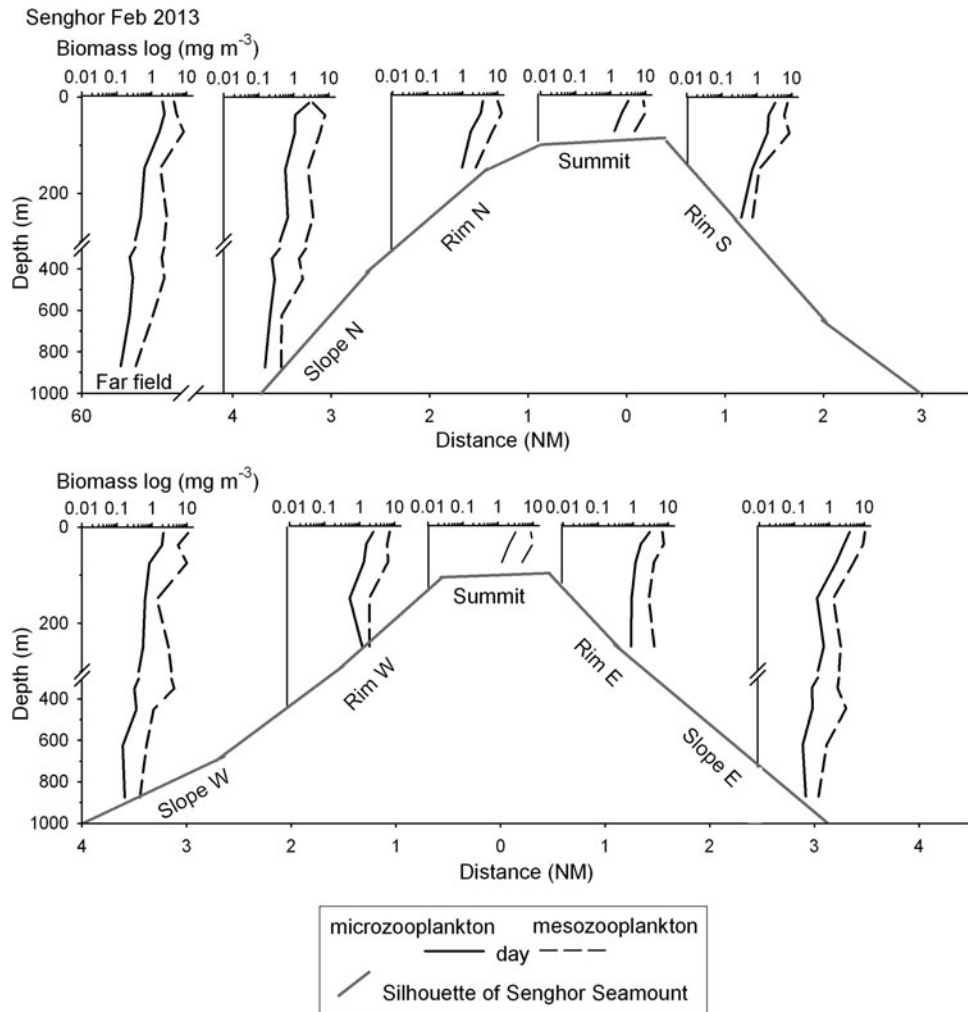 Senghor Feb 2013
Biomass log (mg m⁻³)
0.01 0.1 1 10 0.01 0.1 1 10 0.01 0.1 1 10 0.01 0.1 1 10 0.01 0.1 1 10
0
200
400
600
800
1000
Depth (m)
Summit
Rim N
Rim S
Slope N
Far field
60 4 3 2 1 0 1 2 3
Distance (NM)
Biomass log (mg m⁻³)
0.01 0.1 1 10 0.01 0.1 1 10 0.01 0.1 1 100 0.01 0.1 1 10 0.01 0.1 1 10
0
200
400
600
800
1000
Depth (m)
Summit
Rim W
Rim E
Slope W
Slope E
4 3 2 1 0 1 2 3 4
Distance (NM)
microzooplankton mesozooplankton
day
Silhouette of Senghor Seamount